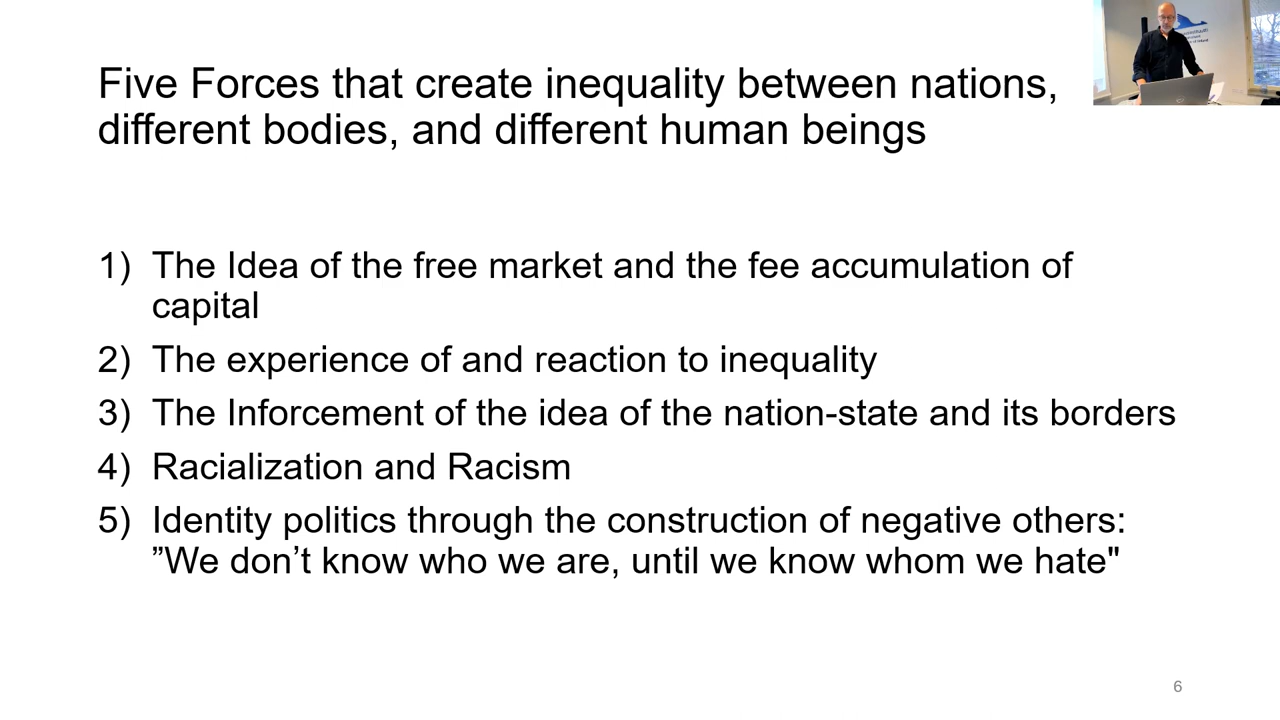 Five Forces that create inequality between nations,
different bodies, and different human beings
1) The Idea of the free market and the fee accumulation of
capital
2) The experience of and reaction to inequality
3) The Inforcement of the idea of the nation-state and its borders
4) Racialization and Racism
5) Identity politics through the construction of negative others:
”We don’t know who we are, until we know whom we hate"
6